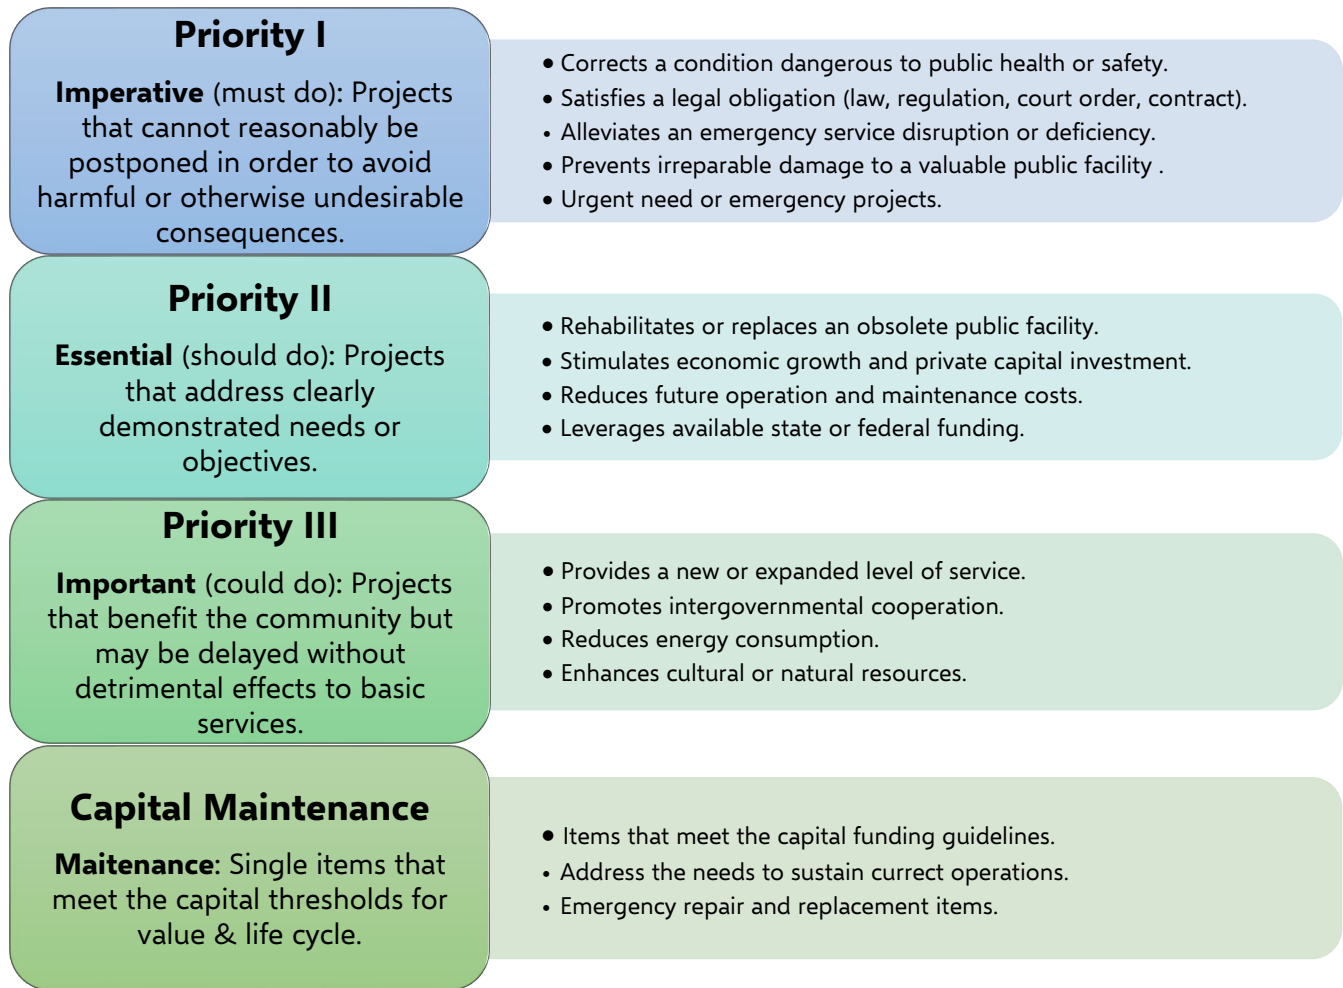 Priority I
Imperative (must do): Projects
that cannot reasonably be
postponed in order to avoid
harmful or otherwise undesirable
consequences.
• Corrects a condition dangerous to public health or safety.
• Satisfies a legal obligation (law, regulation, court order, contract).
• Alleviates an emergency service disruption or deficiency.
• Prevents irreparable damage to a valuable public facility .
• Urgent need or emergency projects.
Priority II
Essential (should do): Projects
that address clearly
demonstrated needs or
objectives.
• Rehabilitates or replaces an obsolete public facility.
• Stimulates economic growth and private capital investment.
• Reduces future operation and maintenance costs.
• Leverages available state or federal funding.
Priority III
Important (could do): Projects
that benefit the community but
may be delayed without
detrimental effects to basic
services.
• Provides a new or expanded level of service.
• Promotes intergovernmental cooperation.
• Reduces energy consumption.
• Enhances cultural or natural resources.
Capital Maintenance
Maitenance: Single items that
meet the capital thresholds for
value & life cycle.
• Items that meet the capital funding guidelines.
• Address the needs to sustain currect operations.
• Emergency repair and replacement items.